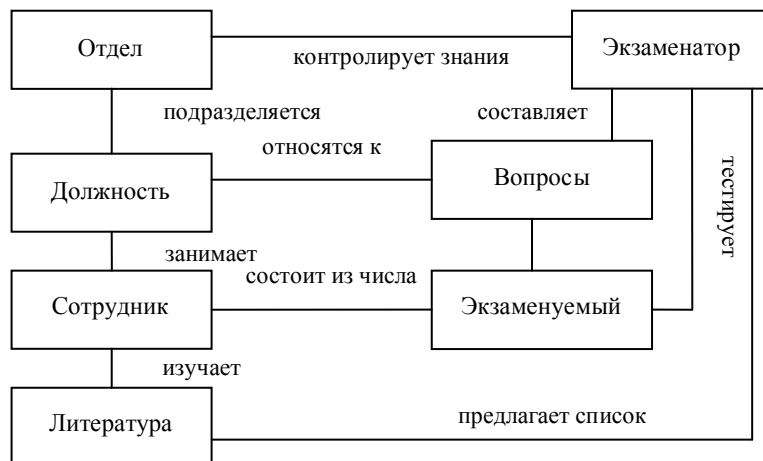 Отдел
контролирует знания
Экзаменатор
подразделяется
составляет
относятся к
Должность
Вопросы
тестирует
занимает
состоит из числа
Сотрудник
Экзаменуемый
изучает
Литература
предлагает список